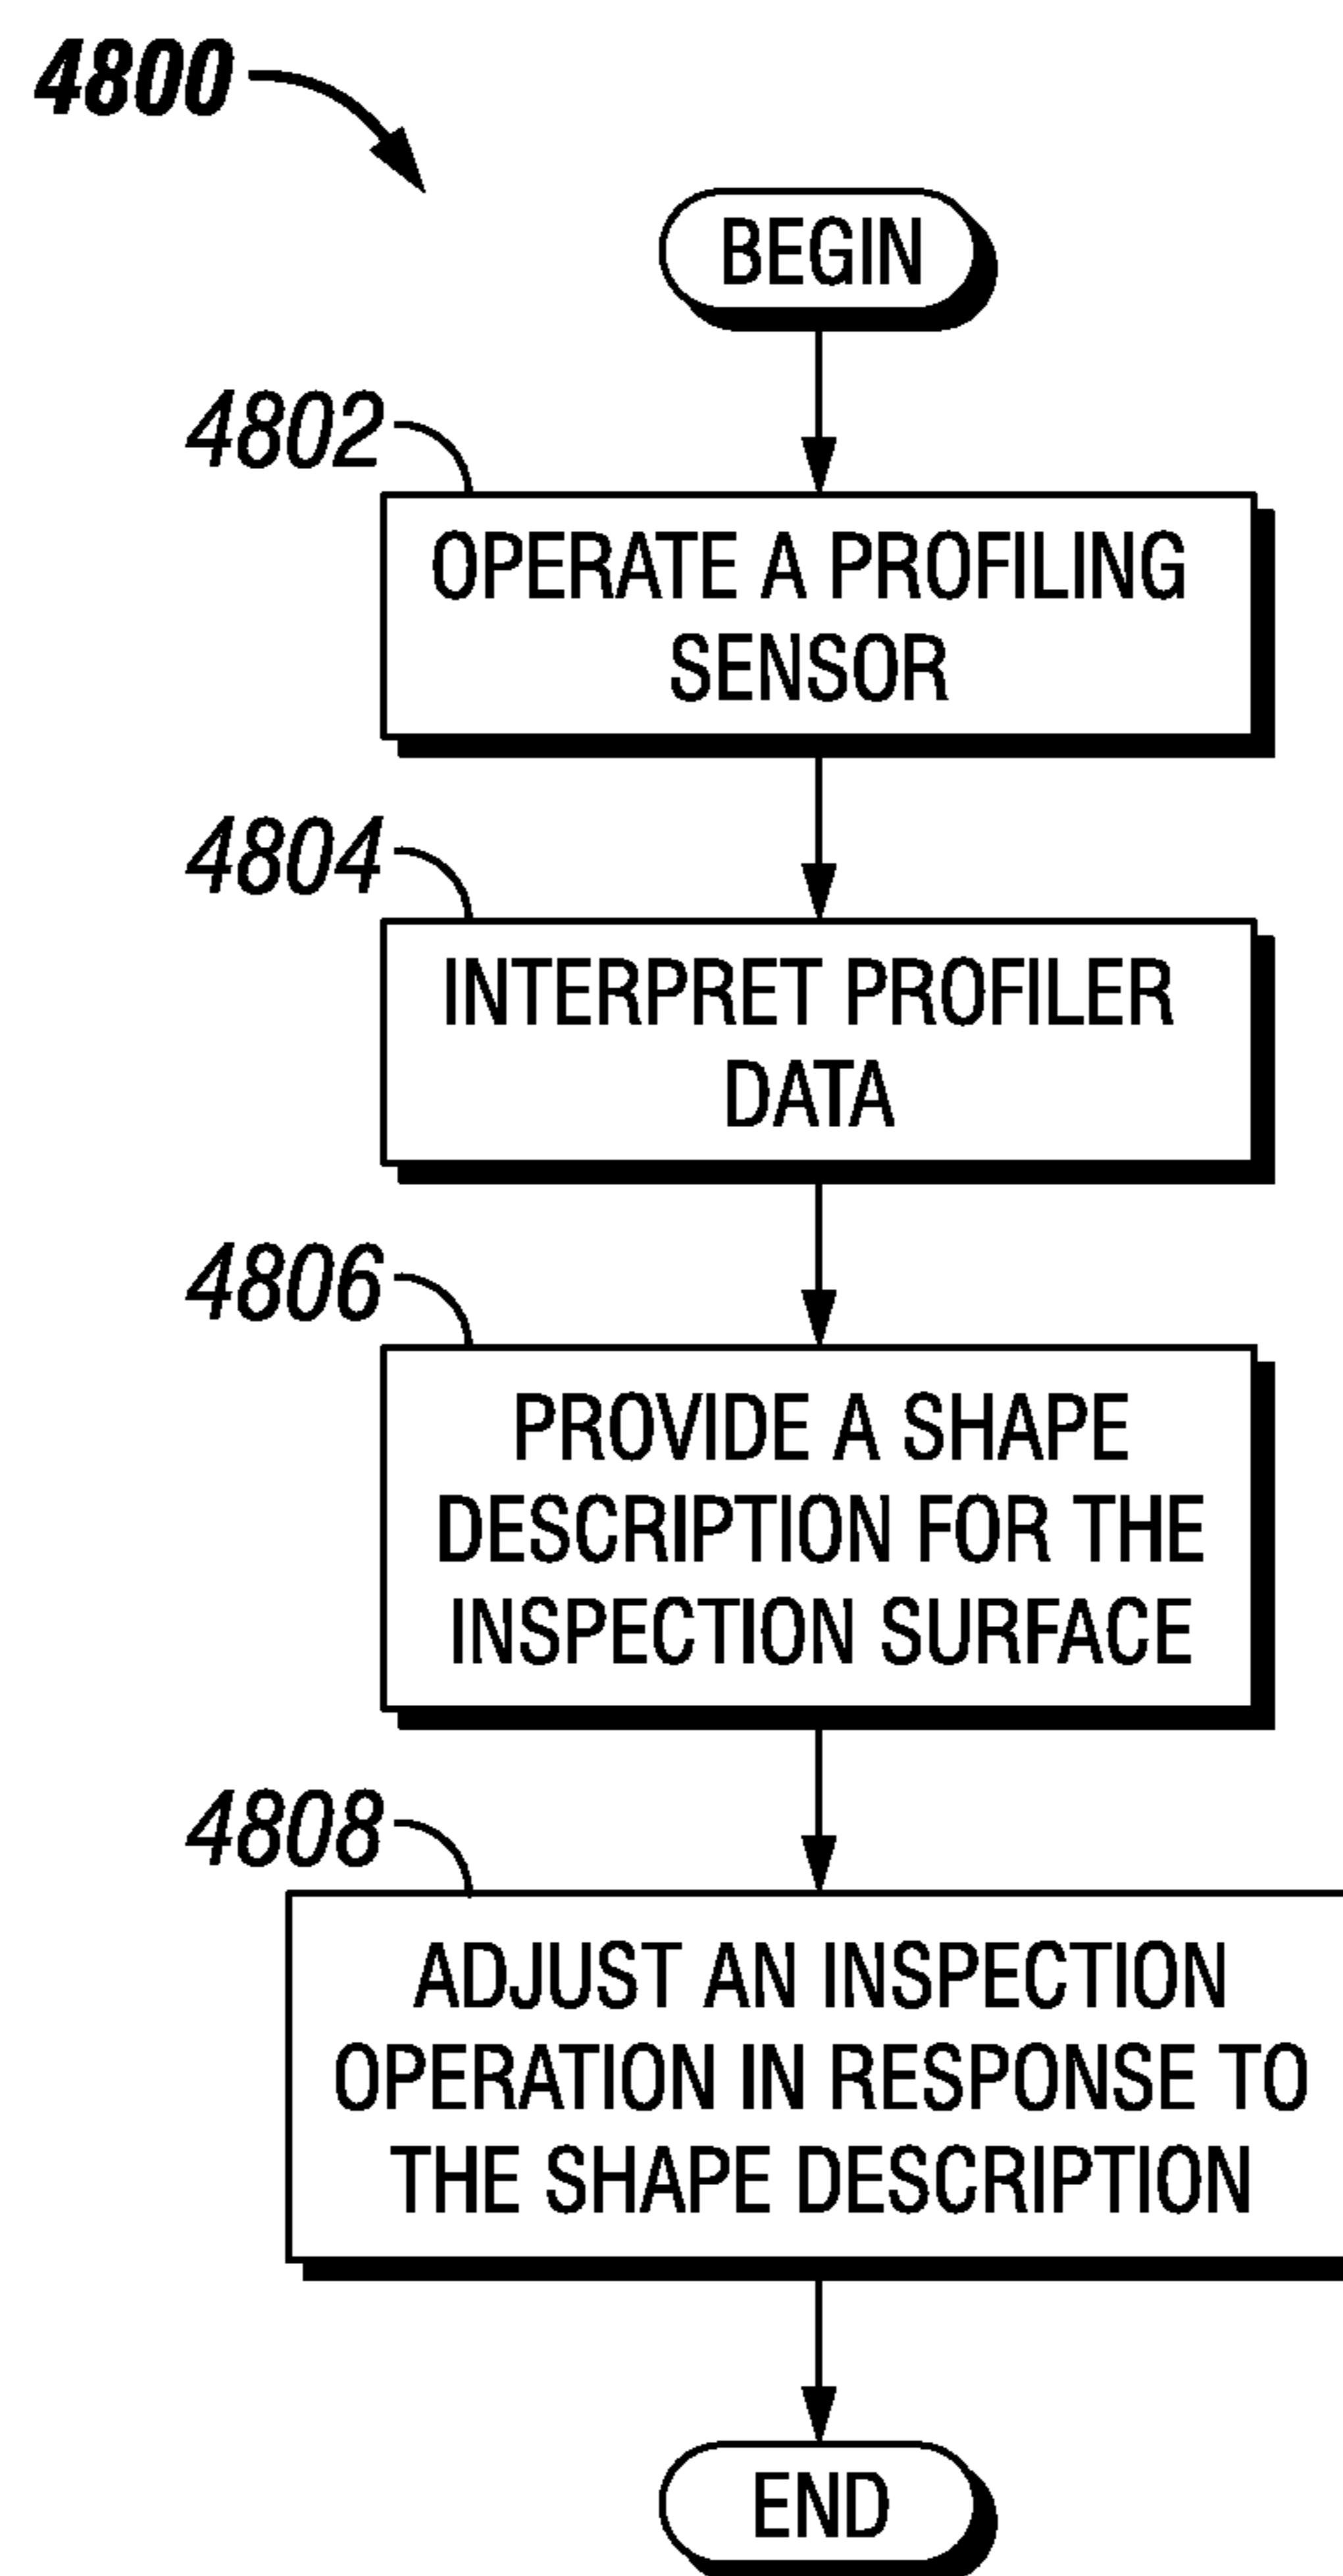 4800
BEGIN
4802
OPERATE A PROFILING
SENSOR
4804
INTERPRET PROFILER
DATA
4806
PROVIDE A SHAPE
DESCRIPTION FOR THE
INSPECTION SURFACE
4808
ADJUST AN INSPECTION
OPERATION IN RESPONSE TO
THE SHAPE DESCRIPTION
END